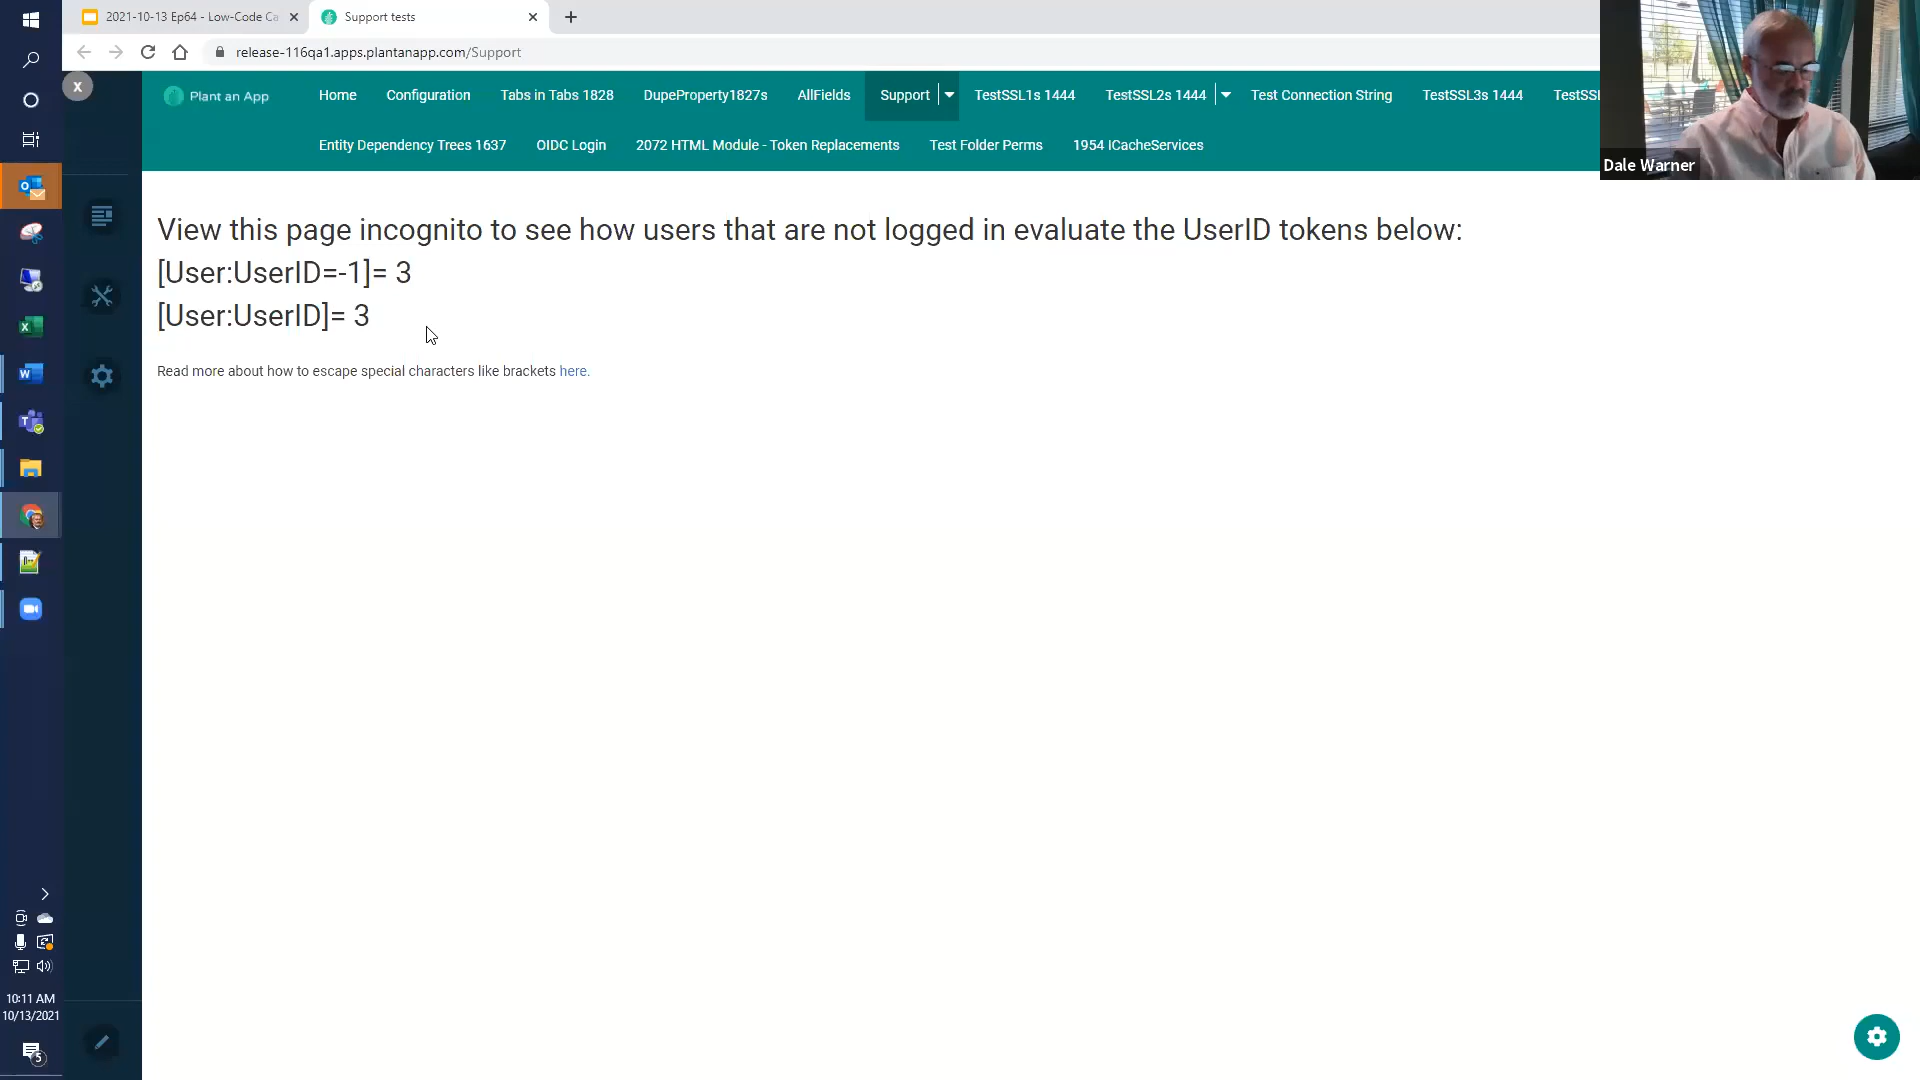 2021-10-13 Ep64 - Low-Code Ca
Support tests
release-116qa1.apps.plantanapp.com/Support
x
Plant an App
Home
Configuration
Tabs in Tabs 1828
DupeProperty1827s
AllFields
Support
TestSSL1s 1444
TestSSL2s 1444
Test Connection String
TestSSL3s 1444
TestSSL
Entity Dependency Trees 1637
OIDC Login
2072 HTML Module - Token Replacements
Test Folder Perms
1954 ICacheServices
Dale Warner
View this page incognito to see how users that are not logged in evaluate the UserID tokens below:
[User:UserID=-1]= 3
[User:UserID]= 3
Read more about how to escape special characters like brackets here.
10:11 AM
10/13/2021
5